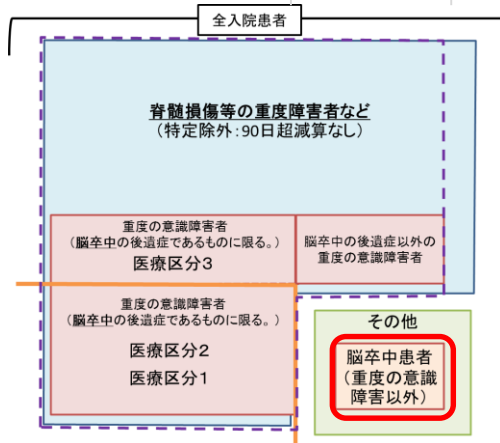 全入院患者
脊髄損傷等の重度障害者など
（特定除外：90日超減算なし）
重度の意識障害者
（脳卒中の後遺症であるものに限る。）
医療区分3
脳卒中の後遺症以外の
重度の意識障害者
重度の意識障害者
（脳卒中の後遺症であるものに限る。）
医療区分2
医療区分1
その他
脳卒中患者
（重度の意識
障害以外）